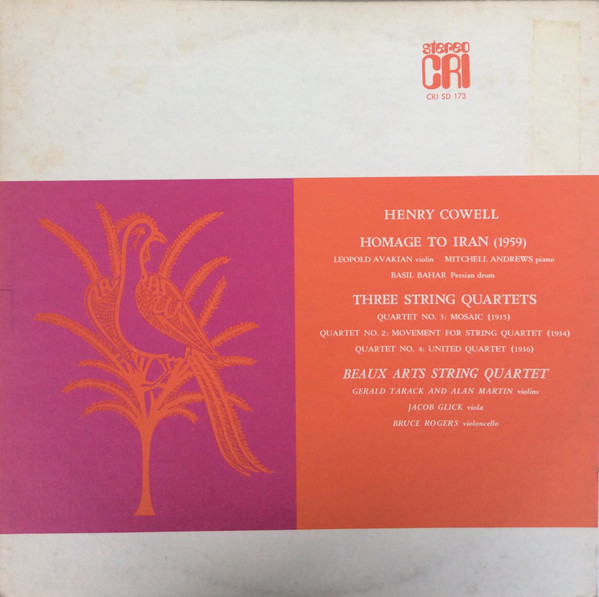 stereo
CRI
CRI SD 173
HENRY COWELL
HOMAGE TO IRAN (1959)
LEOPOLD AVAKIAN violin MITCHELL ANDREWS piano
BASIL BAHAR Persian drum
THREE STRING QUARTETS
QUARTET NO. 3: MOSAIC (1935)
QUARTET NO. 2: MOVEMENT FOR STRING QUARTET (1934)
QUARTET NO. 4: UNITED QUARTET (1936)
BEAUX ARTS STRING QUARTET
GERALD TARACK AND ALAN MARTIN violins
JACOB GLICK viola
BRUCE ROGERS violoncello